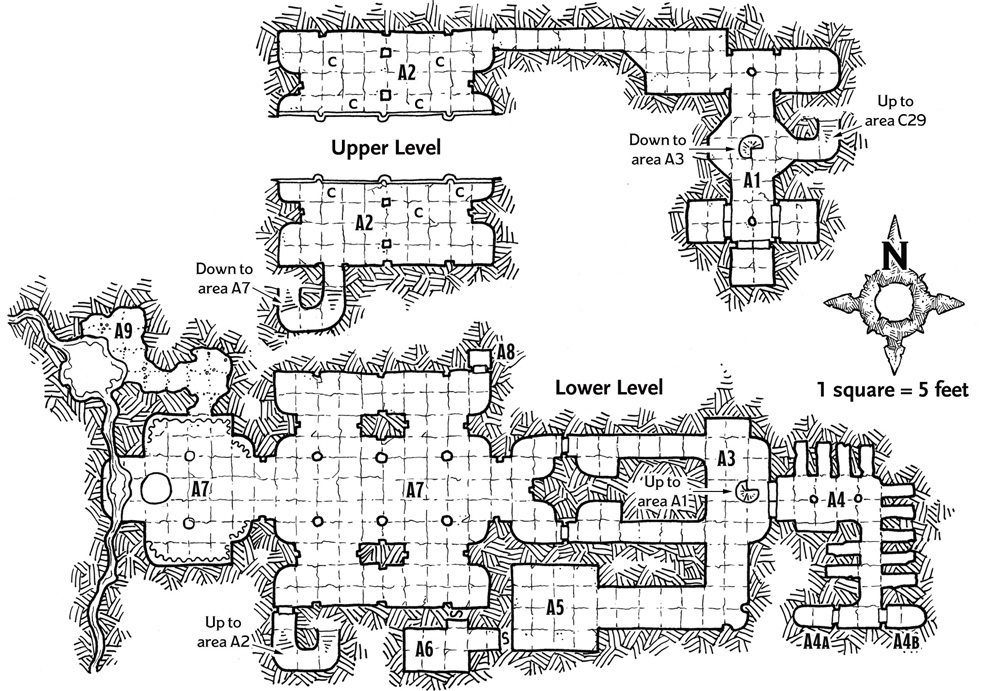 C
C
A2
C
C
Up to
area C29
Upper Level
Down to
area A3
A1
C
C
C
A2
N
Down to
area A7
A9
A8
Lower Level
1 square = 5 feet
A3
A7
A7
Up to
area A1
A4
A5
S
S
Up to
area A2
A6
A4A
A4B